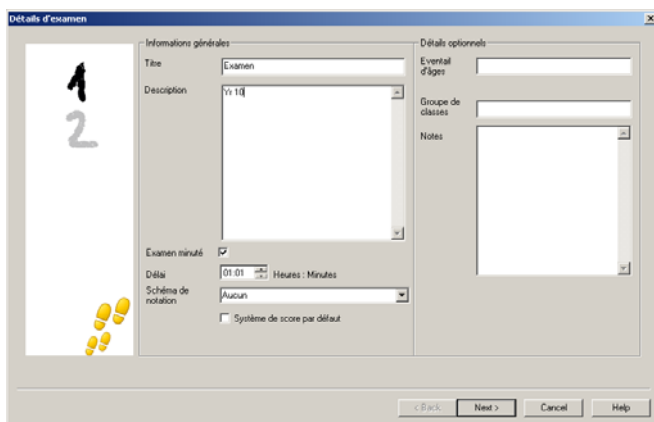 Détails d'examen
1
2
Informations générales
Titre
Examen
Description
Yr 10
Examen minuté
Délai
01:01
Heures : Minutes
Schéma de
notation
Aucun
Système de score par défaut
Détails optionnels
Eventail
d'âges
Groupe de
classes
Notes
< Back
Next >
Cancel
Help